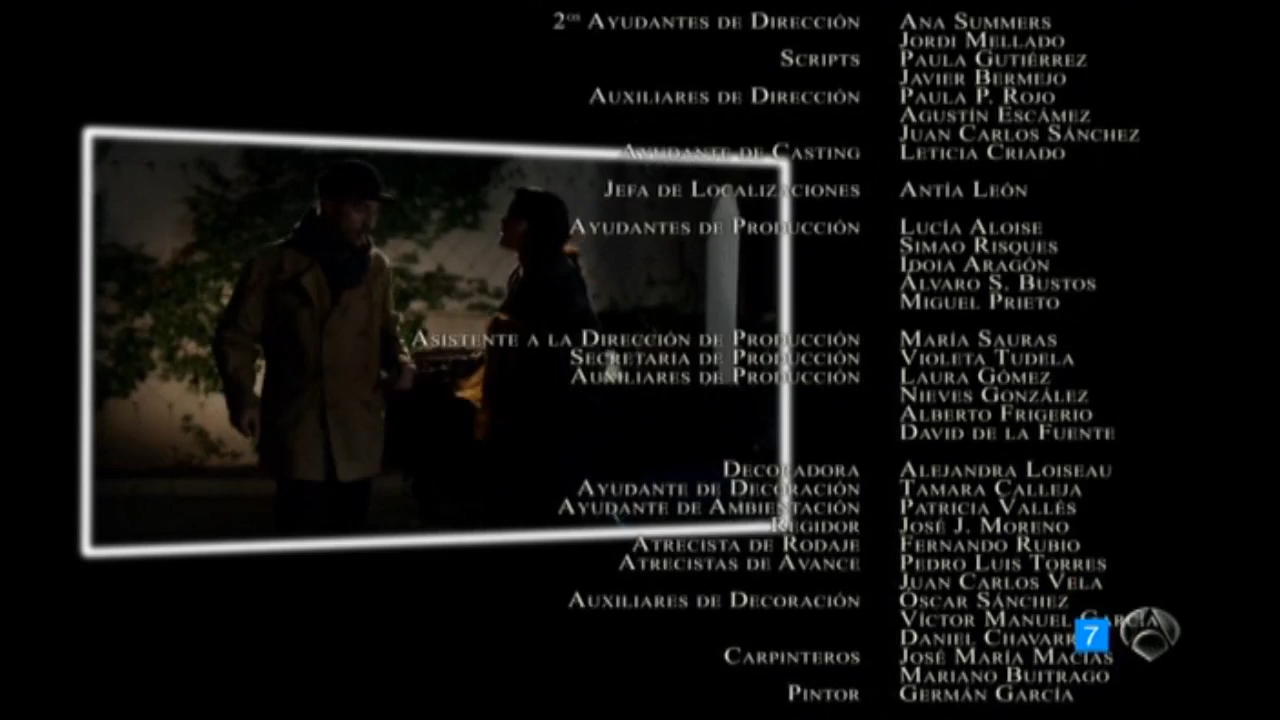 2os Ayudantes de Dirección Ana Summers
Jordi Mellado
Scripts Paula Gutiérrez
Javier Bermejo
Auxiliares de Dirección Paula P. Rojo
Agustín Escámez
Juan Carlos Sánchez
Ayudante de Casting Leticia Criado
Jefa de Localizaciones Antía León
Ayudantes de Producción Lucía Aloise
Simao Risques
Idoia Aragón
Álvaro S. Bustos
Miguel Prieto
Asistente a la Dirección de Producción María Sauras
Secretaria de Producción Violeta Tudela
Auxiliares de Producción Laura Gómez
Nieves González
Alberto Frigerio
David de la Fuente
Decoradora Alejandra Loiseau
Ayudante de Decoración Tamara Calleja
Ayudante de Ambientación Patricia Vallés
Regidor José J. Moreno
Atrecista de Rodaje Fernando Rubio
Atrecistas de Avance Pedro Luis Torres
Juan Carlos Vela
Auxiliares de Decoración Óscar Sánchez
Víctor Manuel García
Daniel
7
Carpinteros José María Macías
Mariano Buitrago
Pintor Germán García